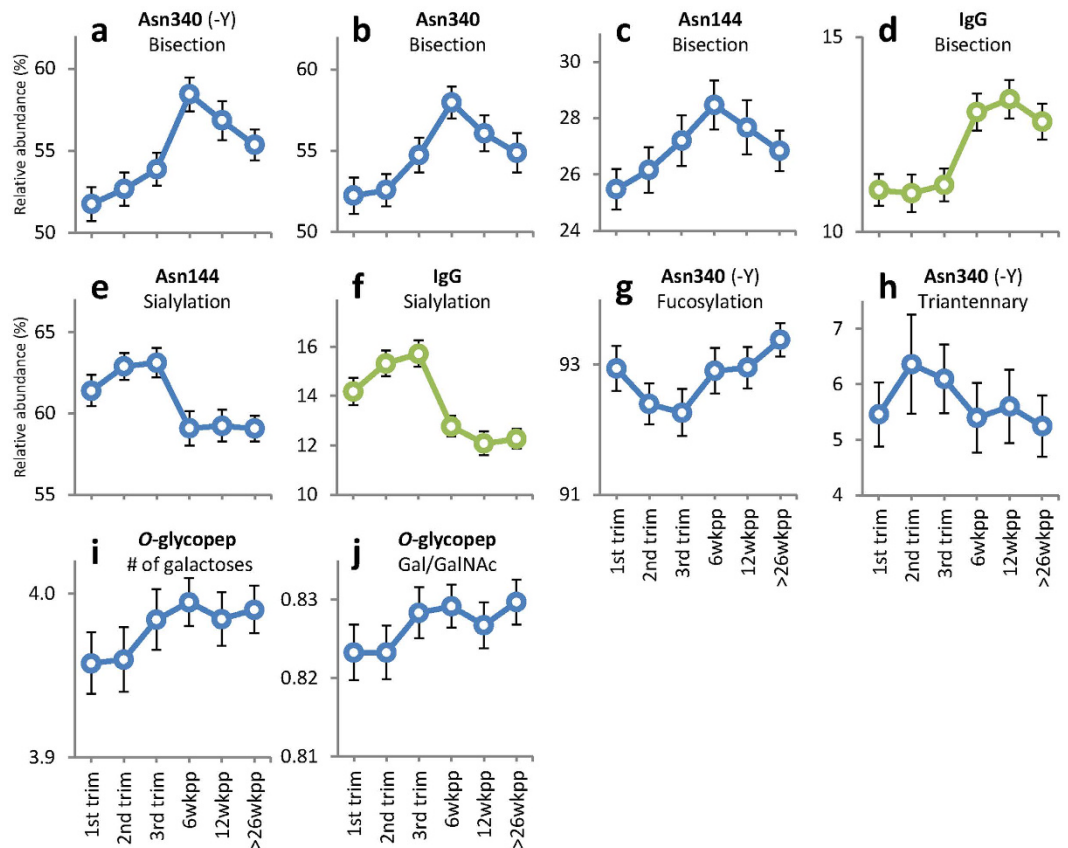 a
Asn340 (-Y)
Bisection
b
Asn340
Bisection
c
Asn144
Bisection
d
IgG
Bisection
Relative abundance (%)
60
55
50
60
55
50
30
28
26
24
15
10
e
Asn144
Sialylation
f
IgG
Sialylation
g
Asn340 (-Y)
Fucosylation
h
Asn340 (-Y)
Triantennary
Relative abundance (%)
65
60
55
16
14
12
10
93
91
7
6
5
4
1st trim
2nd trim
3rd trim
6wkpp
12wkpp
>26wkpp
1st trim
2nd trim
3rd trim
6wkpp
12wkpp
>26wkpp
i
O-glycopep
# of galactoses
j
O-glycopep
Gal/GalNAc
4.0
3.9
0.83
0.82
0.81
1st trim
2nd trim
3rd trim
6wkpp
12wkpp
>26wkpp
1st trim
2nd trim
3rd trim
6wkpp
12wkpp
>26wkpp